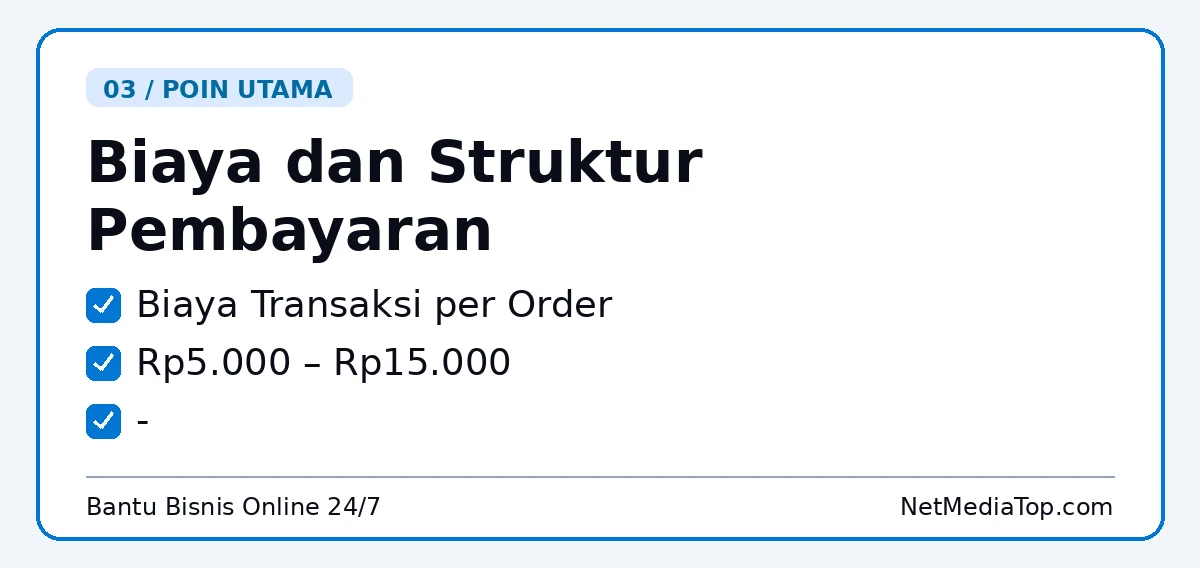 03 / POIN UTAMA
Biaya dan Struktur
Pembayaran
Biaya Transaksi per Order
Rp5.000 – Rp15.000
-
Bantu Bisnis Online 24/7
NetMediaTop.com